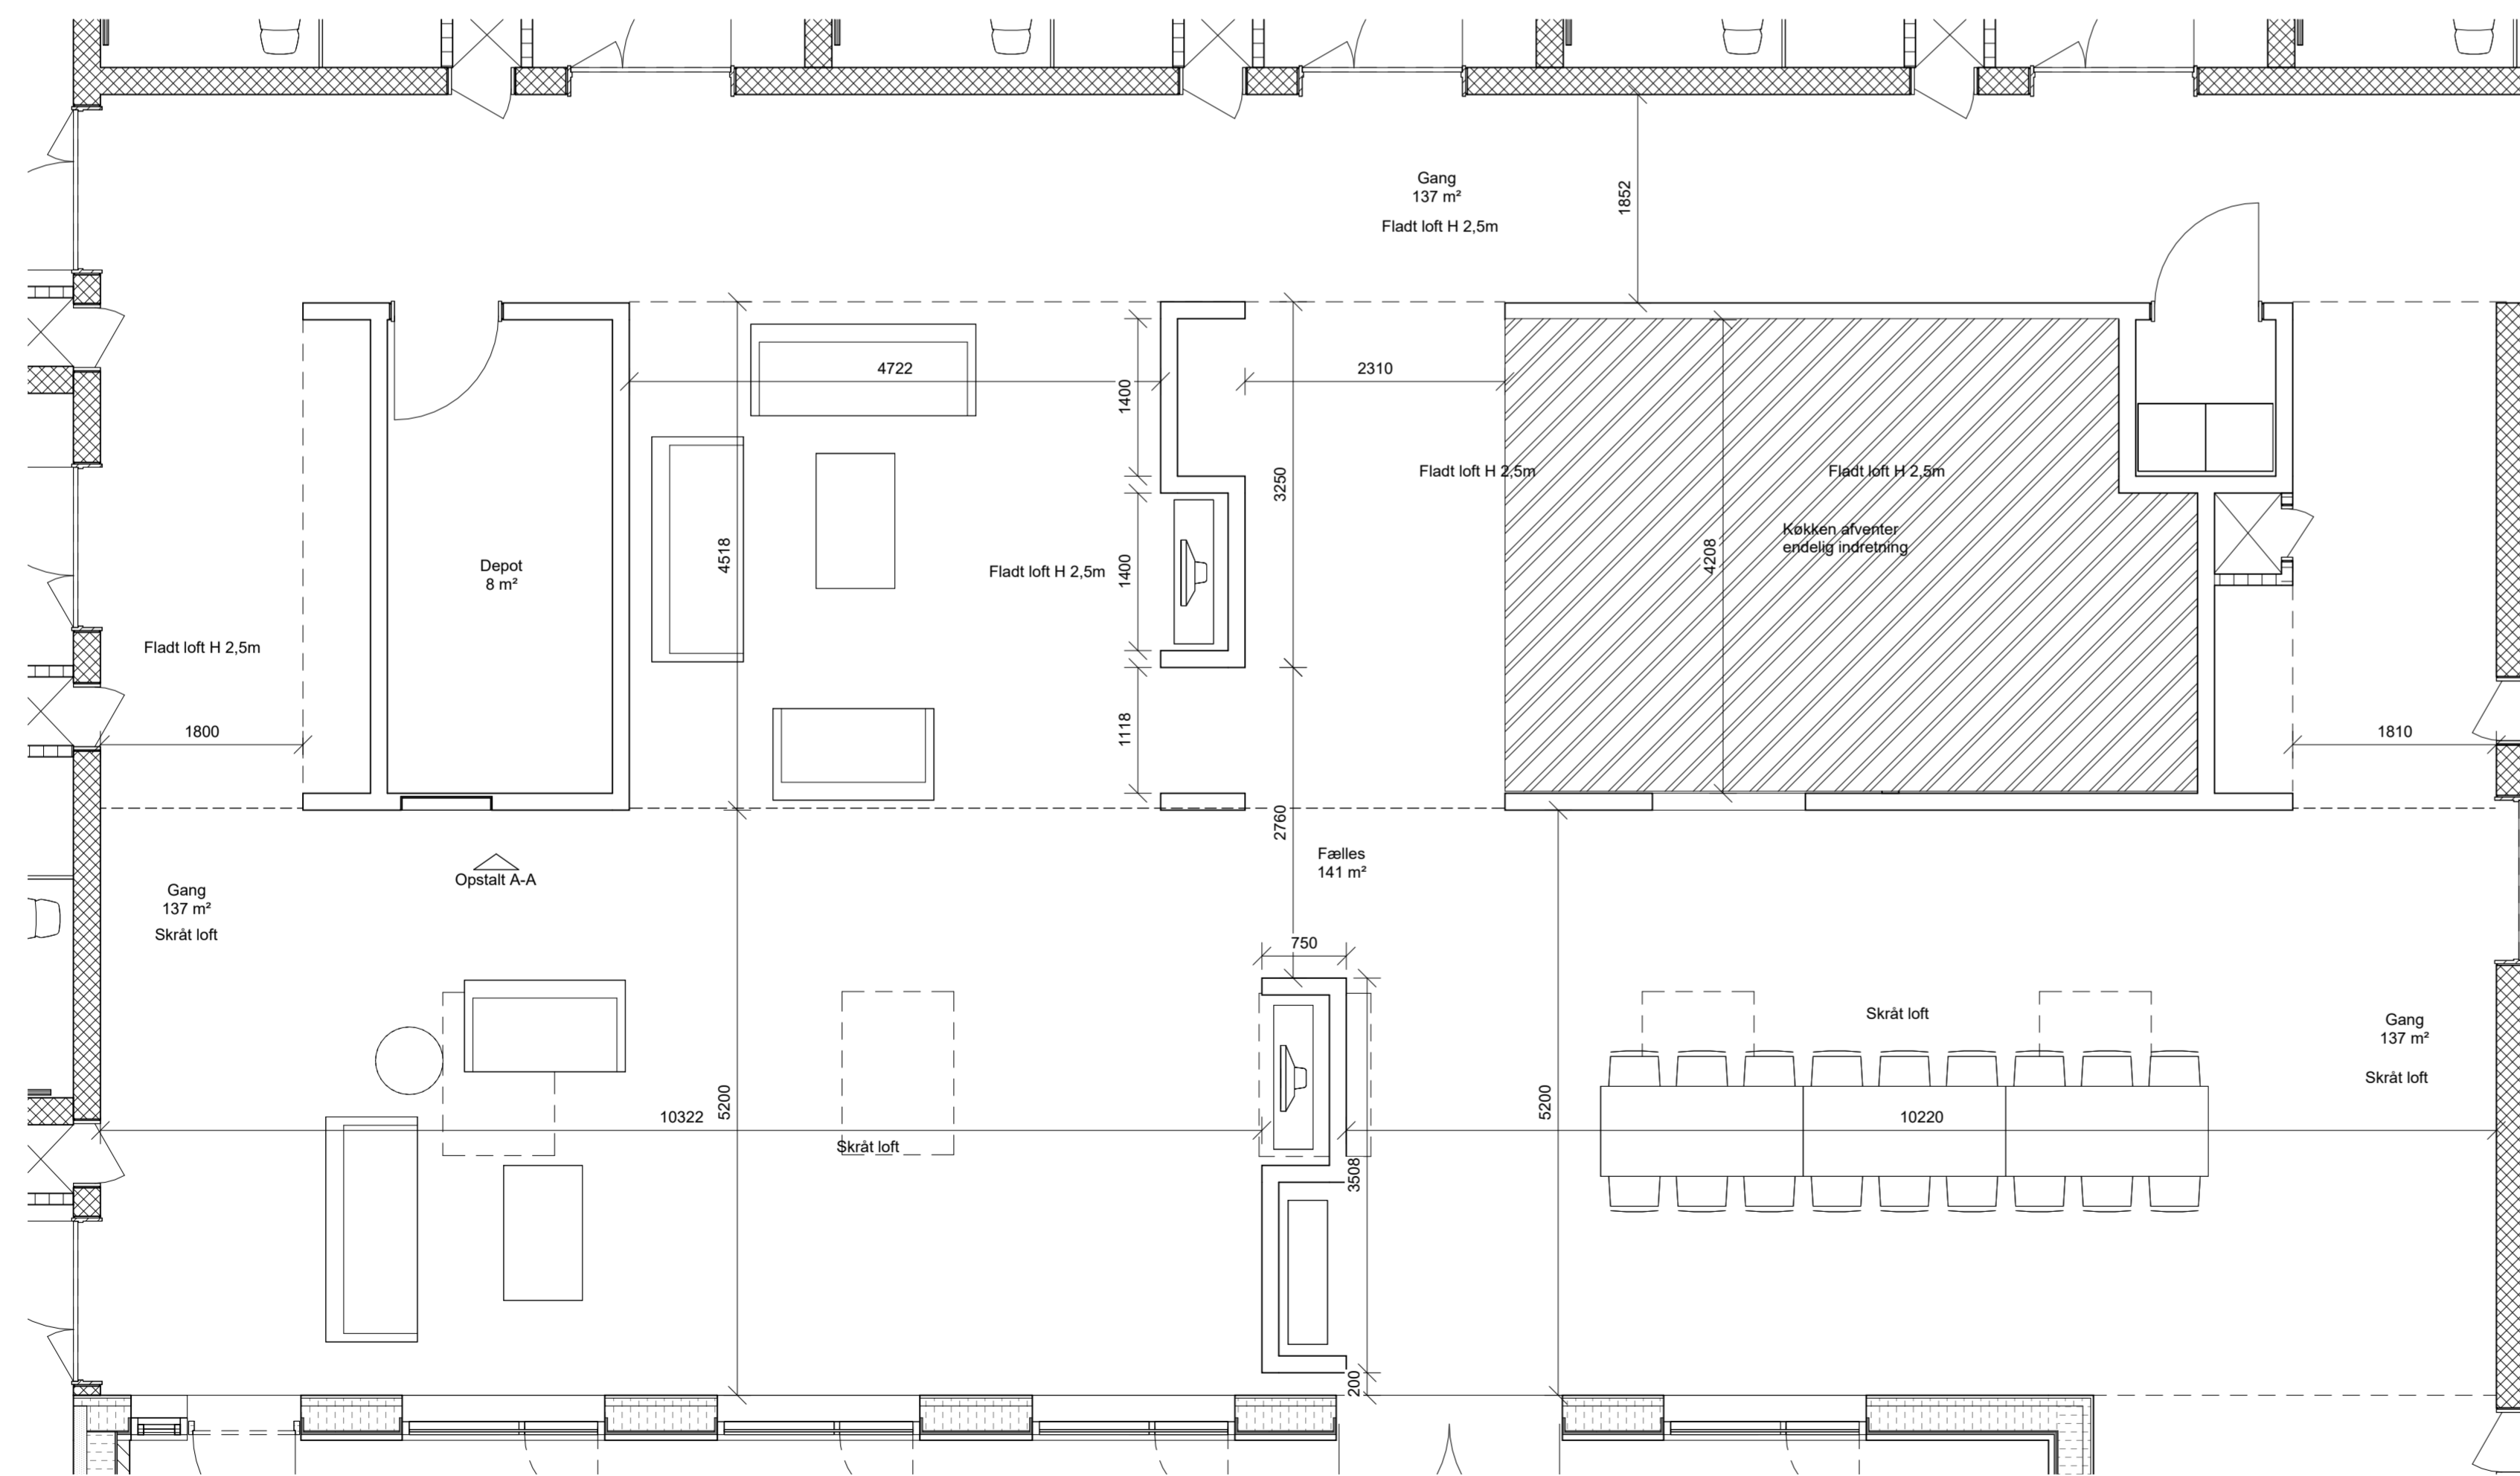 Gang
137 m²
Fladt loft H 2,5m
1852
4722
2310
1400
3250
4518
1400
1118
Fladt loft H 2,5m
Fladt loft H 2,5m
Køkken afventer
endelig indretning
4208
Depot
8 m²
Fladt loft H 2,5m
Fladt loft H 2,5m
1800
1810
2760
Fælles
141 m²
Opstalt A-A
Gang
137 m²
Skråt loft
750
Skråt loft
Gang
137 m²
Skråt loft
10322
5200
5200
10220
Skråt loft
3508
200